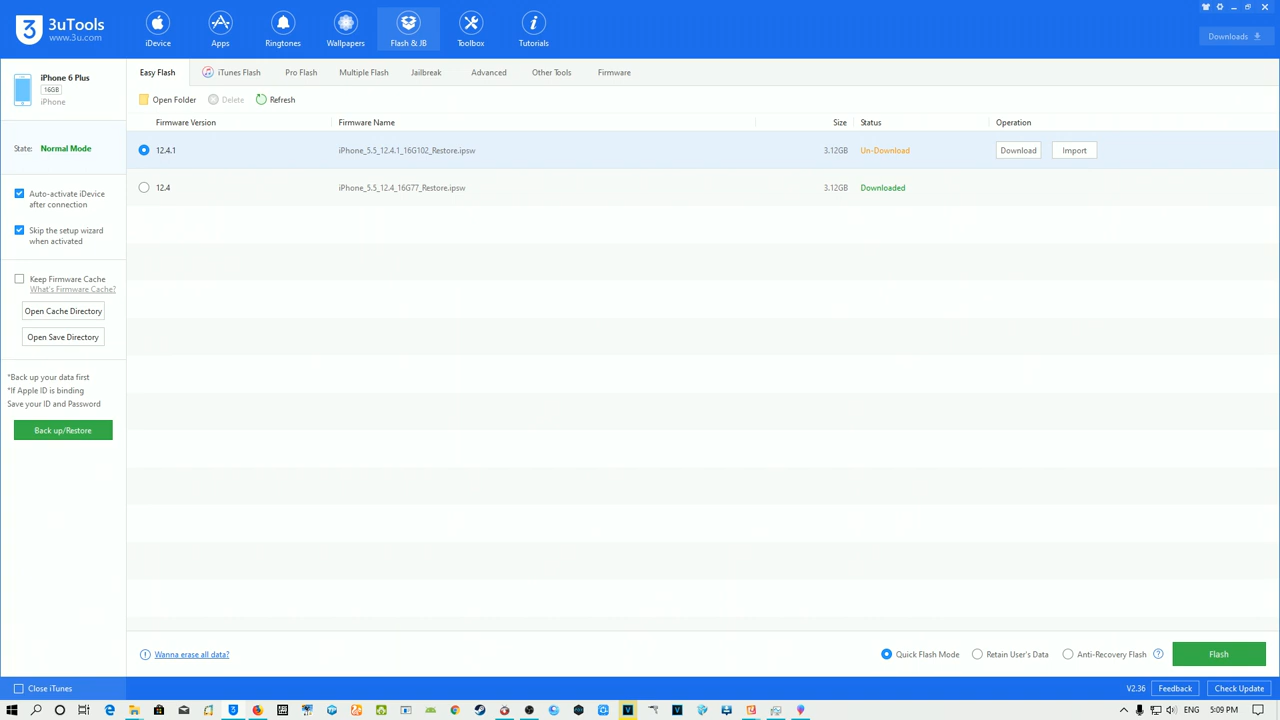 3uTools
www.3u.com
iDevice
Apps
Ringtones
Wallpapers
Flash & JB
Toolbox
Tutorials
Downloads
iPhone 6 Plus
16GB
iPhone
State: Normal Mode
Auto-activate iDevice
after connection
Skip the setup wizard
when activated
Keep Firmware Cache
What's Firmware Cache?
Open Cache Directory
Open Save Directory
*Back up your data first
*If Apple ID is binding
Save your ID and Password
Back up/Restore
Easy Flash
iTunes Flash
Pro Flash
Multiple Flash
Jailbreak
Advanced
Other Tools
Firmware
Open Folder
Delete
Refresh
Firmware Version Firmware Name Size Status Operation
12.4.1 iPhone_5.5_12.4.1_16G102_Restore.ipsw 3.12GB Un-Download Download Import
12.4 iPhone_5.5_12.4_16G77_Restore.ipsw 3.12GB Downloaded
Wanna erase all data?
Quick Flash Mode
Retain User's Data
Anti-Recovery Flash
Flash
Close iTunes
V2.36
Feedback
Check Update
ENG
5:09 PM